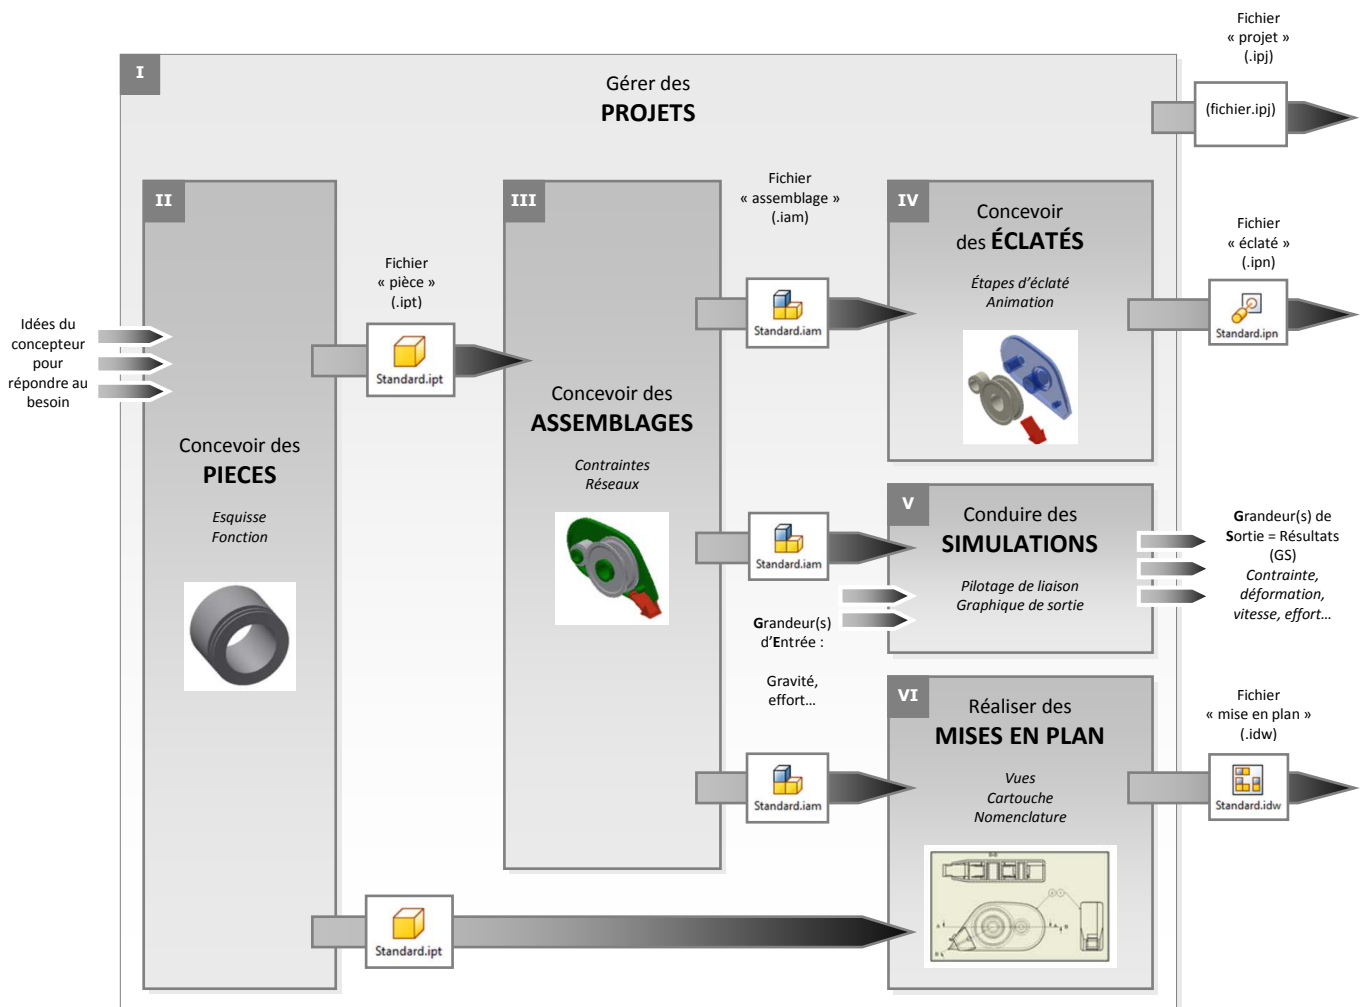 Fichier
« projet »
(.ipj)
I
Gérer des
PROJETS
(fichier.ipj)
II
III
Fichier
« assemblage »
(.iam)
IV
Concevoir
des ÉCLATÉS
Étapes d'éclaté
Animation
Fichier
« éclaté »
(.ipn)
Fichier
« pièce »
(.ipt)
Standard.iam
Standard.ipn
Idées du
concepteur
pour
répondre au
besoin
Standard.ipt
Concevoir des
ASSEMBLAGES
Contraintes
Réseaux
Concevoir des
PIECES
Esquisse
Fonction
Standard.iam
V
Conduire des
SIMULATIONS
Pilotage de liaison
Graphique de sortie
Grandeur(s) de
Sortie = Résultats
(GS)
Contrainte,
déformation,
vitesse, effort...
Grandeur(s)
d'Entrée :
Gravité,
effort...
VI
Réaliser des
MISES EN PLAN
Vues
Cartouche
Nomenclature
Fichier
« mise en plan »
(.idw)
Standard.iam
Standard.idw
Standard.ipt